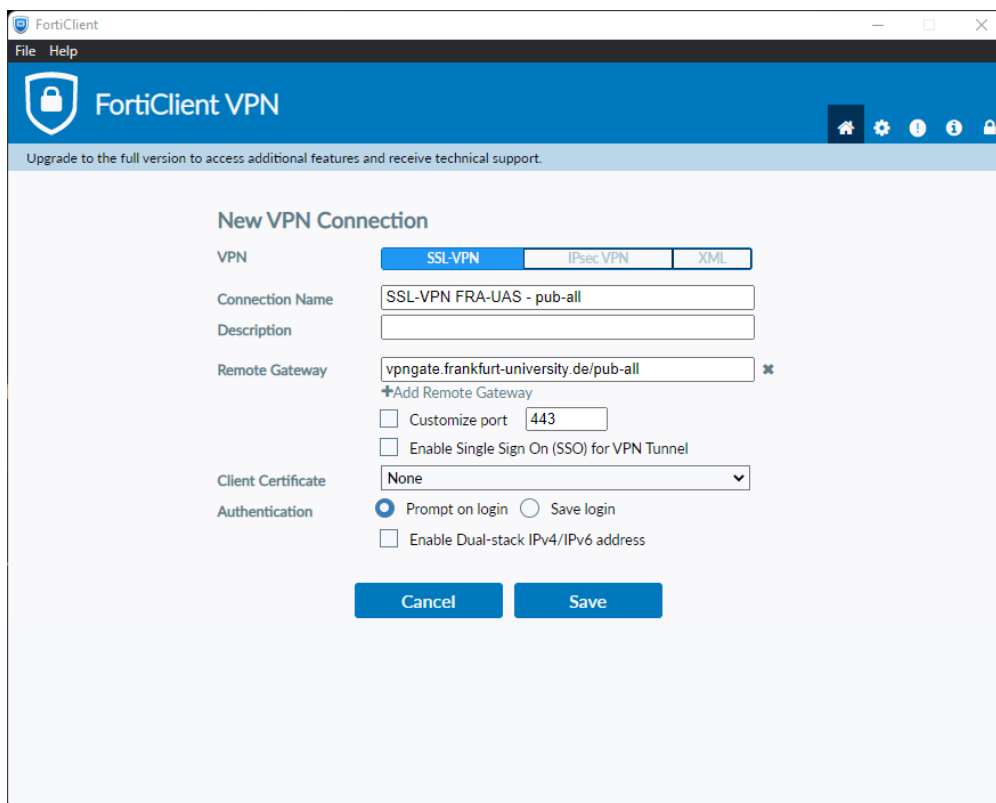 FortiClient
File Help
FortiClient VPN
Upgrade to the full version to access additional features and receive technical support.
New VPN Connection
VPN SSL-VPN IPsec VPN XML
Connection Name SSL-VPN FRA-UAS - pub-all
Description
Remote Gateway vpngate.frankfurt-university.de/pub-all
+Add Remote Gateway
Customize port 443
Enable Single Sign On (SSO) for VPN Tunnel
Client Certificate None
Authentication Prompt on login Save login
Enable Dual-stack IPv4/IPv6 address
Cancel Save